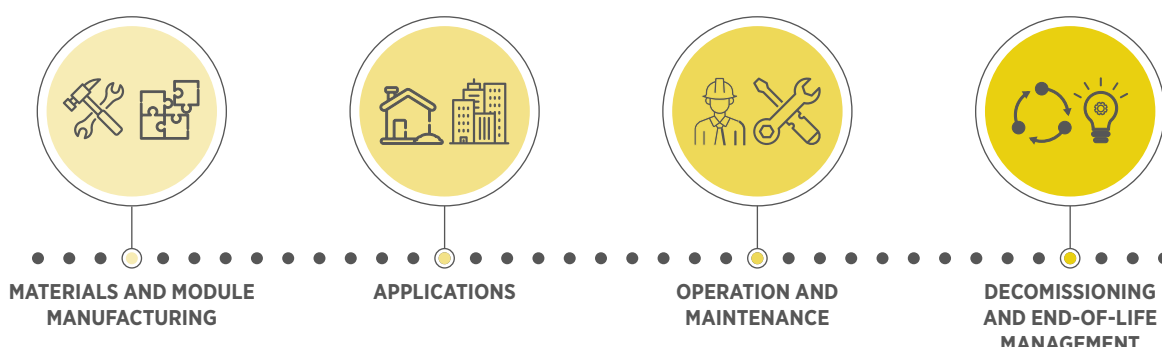 MATERIALS AND MODULE
MANUFACTURING
APPLICATIONS
OPERATION AND
MAINTENANCE
DECOMISSIONING
AND END-OF-LIFE
MANAGEMENT